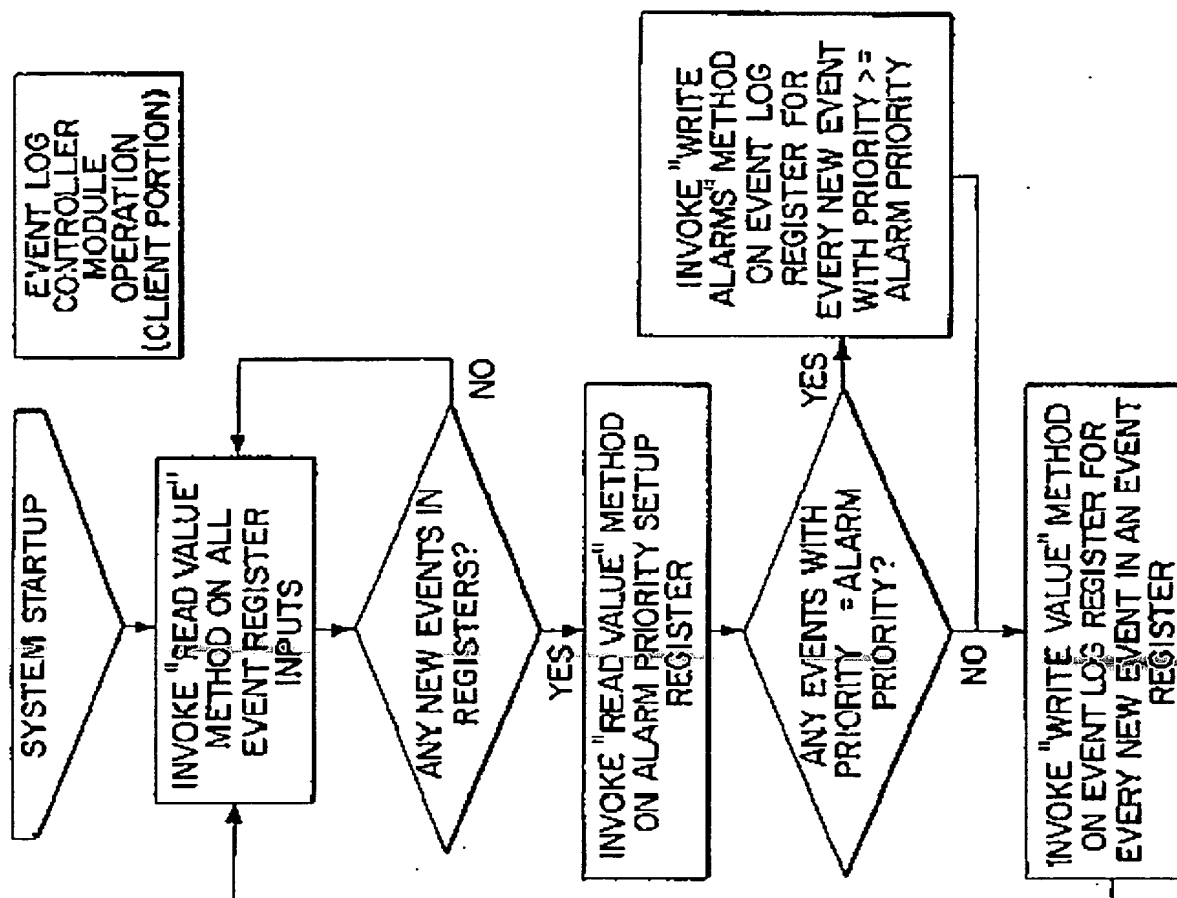 EVENT LOG
CONTROLLER
MODULE
OPERATION
(CLIENT PORTION)
SYSTEM STARTUP
INVOKE "READ VALUE"
METHOD ON ALL
EVENT REGISTER
INPUTS
ANY NEW EVENTS IN
REGISTERS?
NO
YES
INVOKE "READ VALUE" METHOD
ON ALARM PRIORITY SETUP
REGISTER
ANY EVENTS WITH
PRIORITY =ALARM
PRIORITY?
YES
INVOKE "WRITE
ALARMS" METHOD
ON EVENT LOG
REGISTER FOR
EVERY NEW EVENT
WITH PRIORITY >=
ALARM PRIORITY
NO
INVOKE "WRITE VALUE" METHOD
ON EVENT LOG REGISTER FOR
EVERY NEW EVENT IN AN EVENT
REGISTER